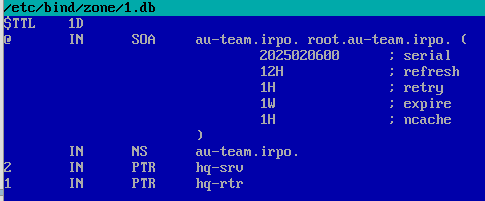 /etc/bind/zone/1.db
$TTL 1D
@ IN SOA au-team.irpo. root.au-team.irpo. (
2025020600 ; serial
12H ; refresh
1H ; retry
1W ; expire
1H ; ncache
)
IN NS au-team.irpo.
2 IN PTR hq-srv
1 IN PTR hq-rtr